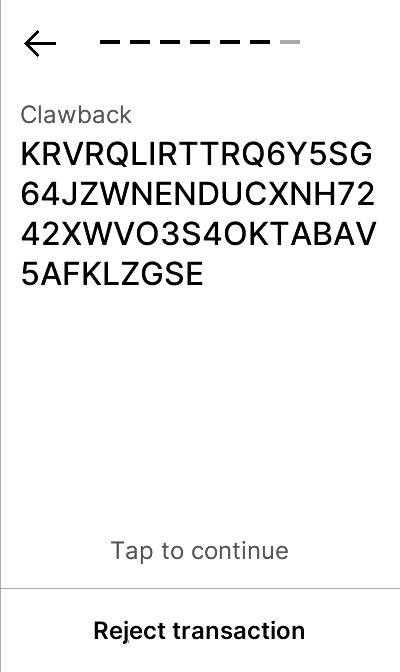 Clawback
KRVRQLIRTTRQ6Y5SG
64JZWNENDUCXNH72
42XWVO3S4OKTABAV
5AFKLZGSE
Tap to continue
Reject transaction